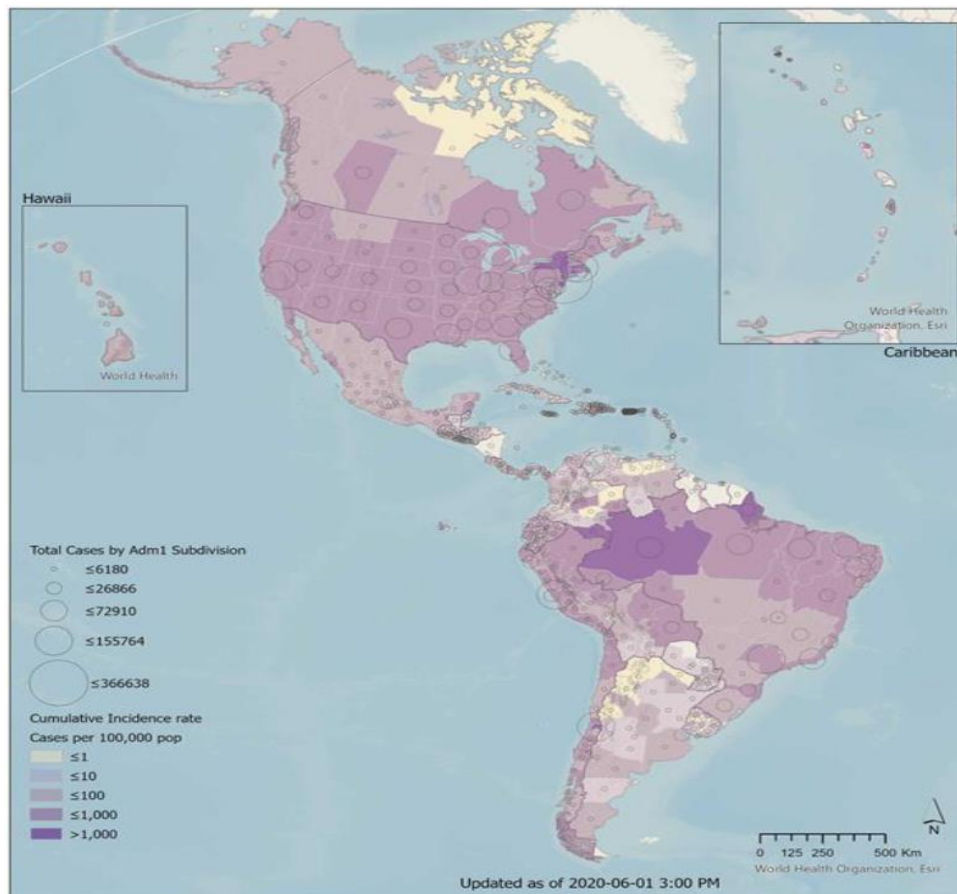 Hawaii
World Health
World Health
Organization, Esri
Caribbean
Total Cases by Adm1 Subdivision
≤6180
≤26866
≤72910
≤155764
≤366638
Cumulative Incidence rate
Cases per 100,000 pop
≤1
≤10
≤100
≤1,000
>1,000
N
0 125 250 500 Km
World Health Organization, Esri
Updated as of 2020-06-01 3:00 PM